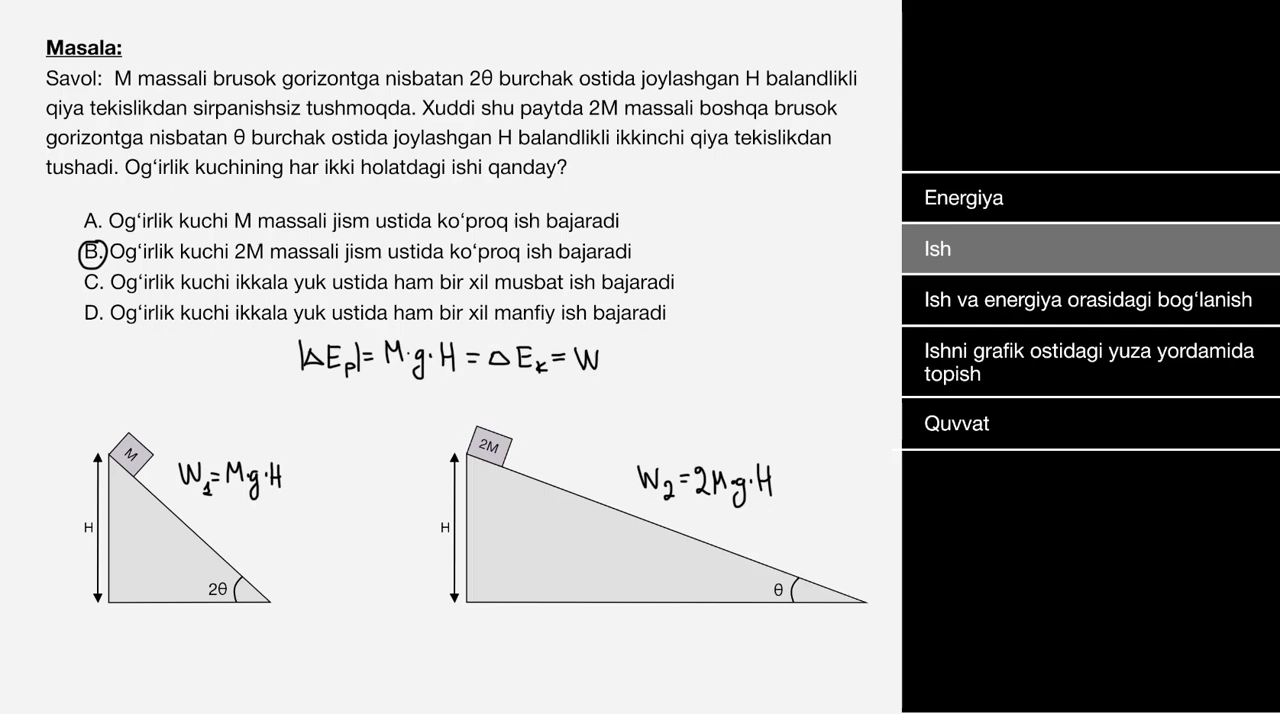 Masala:
Savol: M massali brusok gorizontga nisbatan 2θ burchak ostida joylashgan H balandlikli
qiya tekislikdan sirpanishsiz tushmoqda. Xuddi shu paytda 2M massali boshqa brusok
gorizontga nisbatan θ burchak ostida joylashgan H balandlikli ikkinchi qiya tekislikdan
tushadi. Og‘irlik kuchining har ikki holatdagi ishi qanday?
A. Og‘irlik kuchi M massali jism ustida ko‘proq ish bajaradi
B. Og‘irlik kuchi 2M massali jism ustida ko‘proq ish bajaradi
C. Og‘irlik kuchi ikkala yuk ustida ham bir xil musbat ish bajaradi
D. Og‘irlik kuchi ikkala yuk ustida ham bir xil manfiy ish bajaradi
|ΔEp|= M·g·H = ΔEk = W
M
W1=Mg·H
H
2θ
2M
W2=2Mg·H
H
θ
Energiya
Ish
Ish va energiya orasidagi bog‘lanish
Ishni grafik ostidagi yuza yordamida
topish
Quvvat